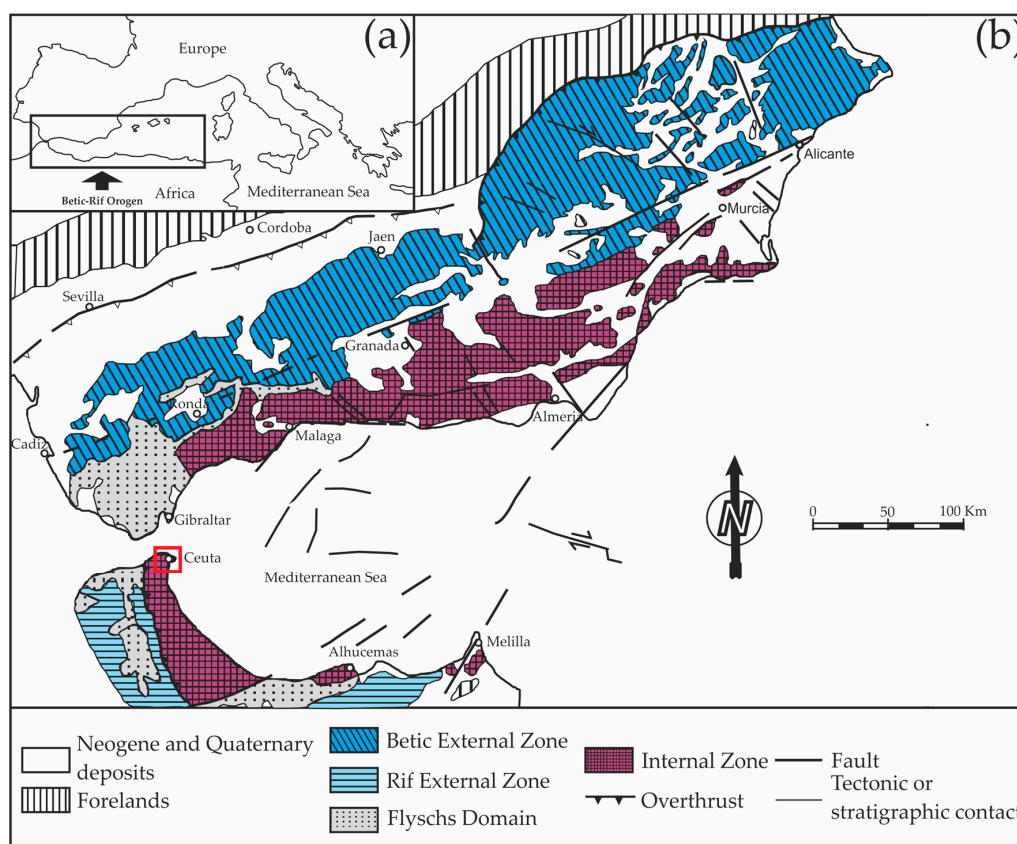 (a)
Europe
Betic-Rif Orogen
Africa
Mediterranean Sea
(b)
Alicante
Murcia
Cordoba
Jaen
Sevilla
Granada
Ronda
Almeria
Malaga
Cadiz
Gibraltar
N
0 50 100 Km
Ceuta
Mediterranean Sea
Alhucemas
Melilla
Neogene and Quaternary
deposits
Forelands
Betic External Zone
Rif External Zone
Flyschs Domain
Internal Zone
Overthrust
Fault
Tectonic or
stratigraphic contact